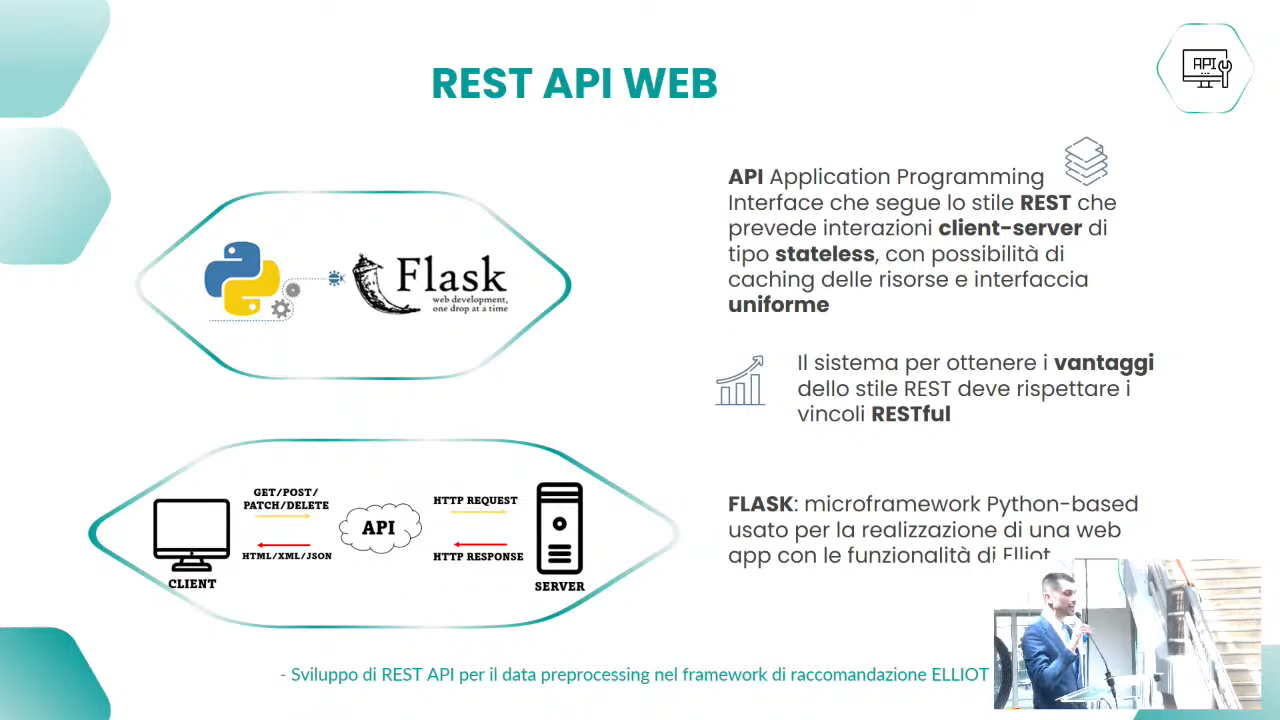 REST API WEB
API
API Application Programming
Interface che segue lo stile REST che
prevede interazioni client-server di
tipo stateless, con possibilità di
caching delle risorse e interfaccia
uniforme
Flask
web development,
one drop at a time
Il sistema per ottenere i vantaggi
dello stile REST deve rispettare i
vincoli RESTful
GET/POST/
PATCH/DELETE
HTML/XML/JSON
CLIENT
API
HTTP REQUEST
HTTP RESPONSE
SERVER
FLASK: microframework Python-based
usato per la realizzazione di una web
app con le funzionalità di Elliot
- Sviluppo di REST API per il data preprocessing nel framework di raccomandazione ELLIOT